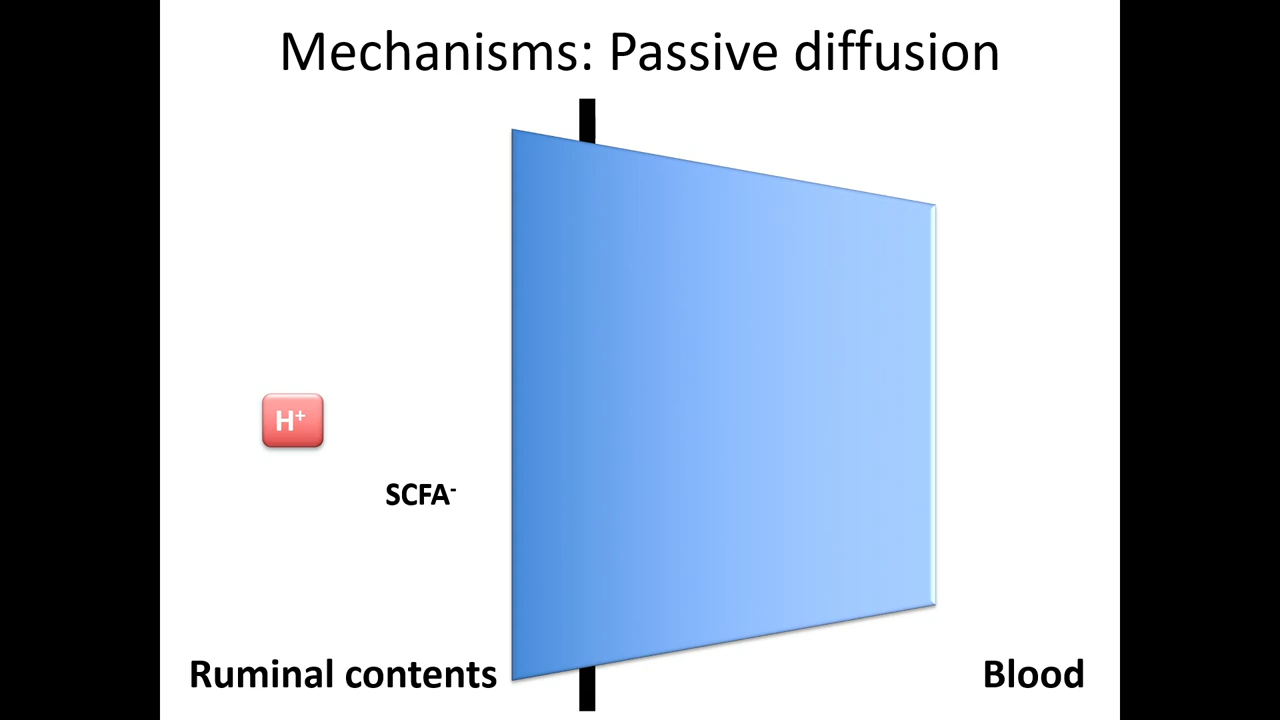 Mechanisms: Passive diffusion
H⁺
SCFA⁻
Ruminal contents
Blood